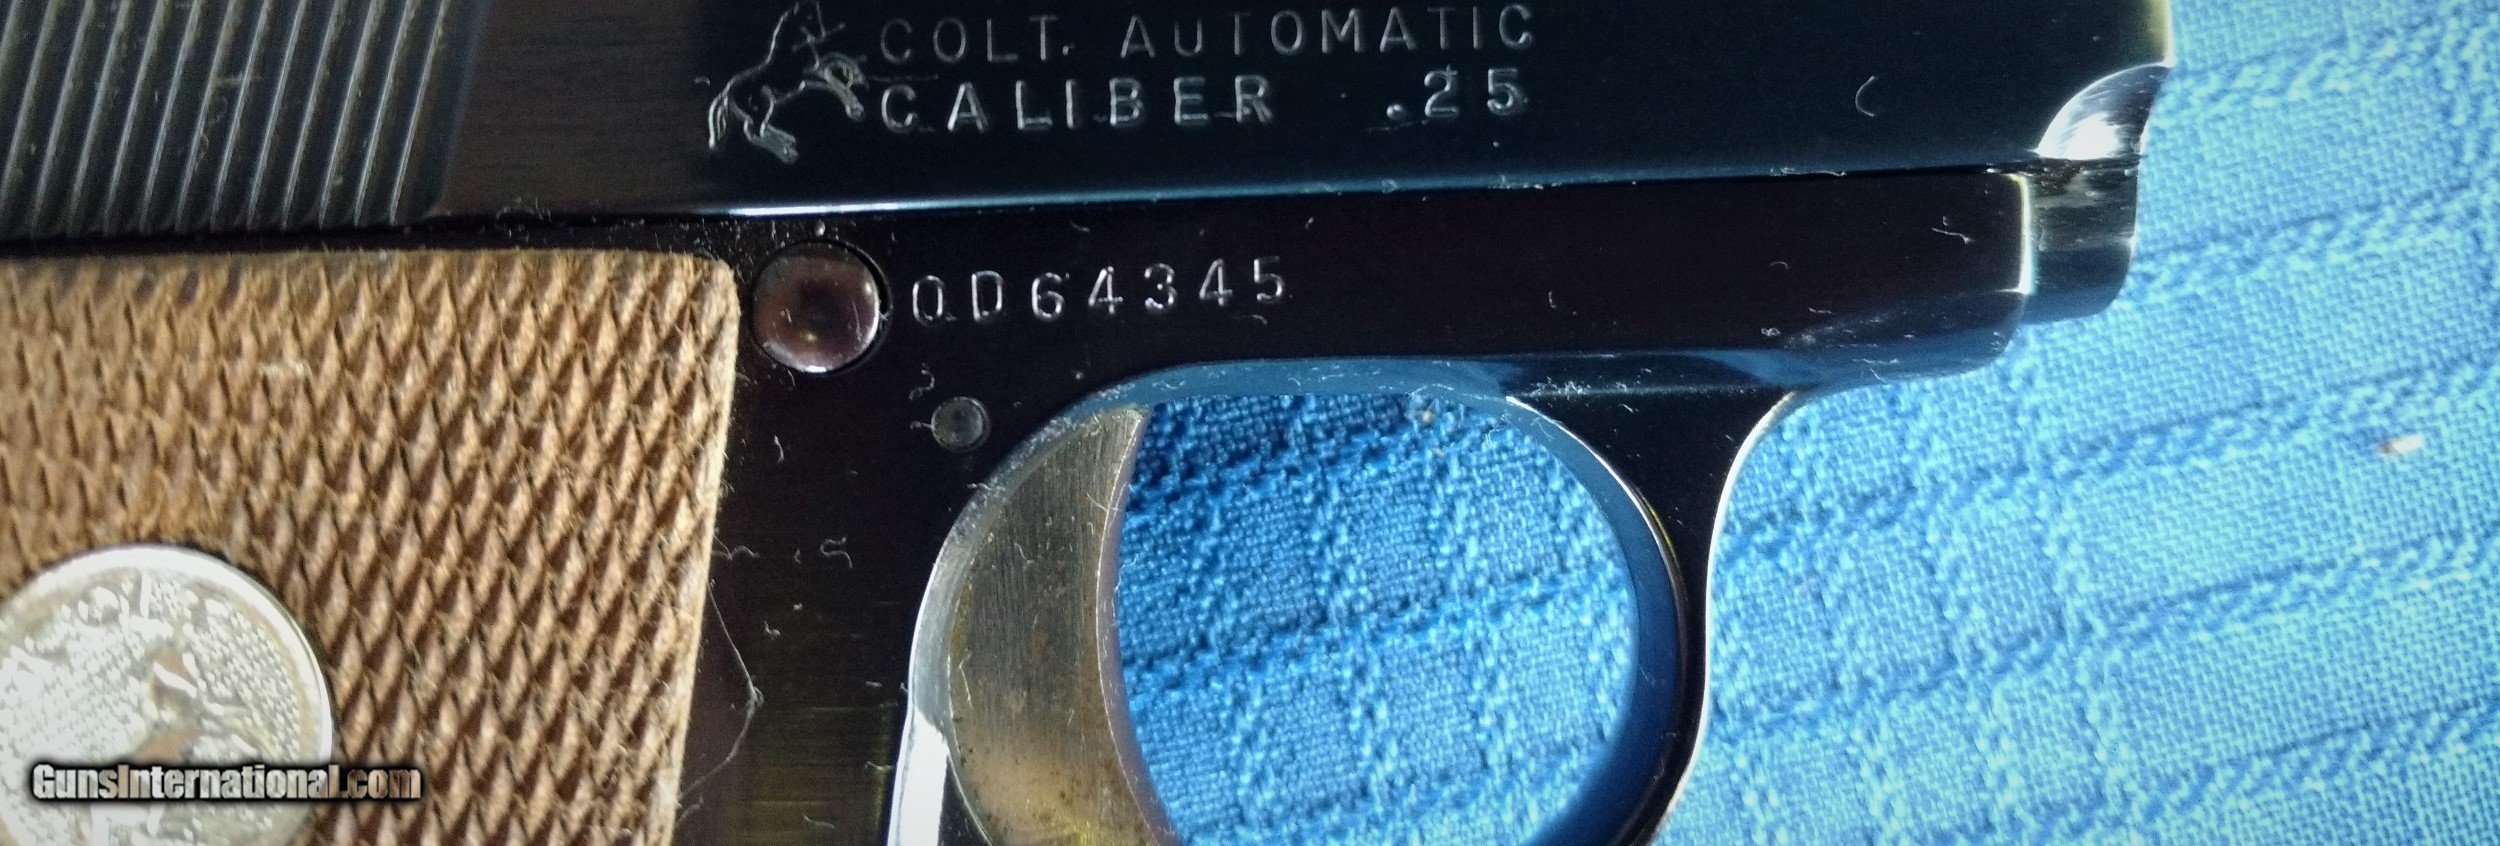 COLT. AUTOMATIC
CALIBER .25
OD64345
GunsInternational.com